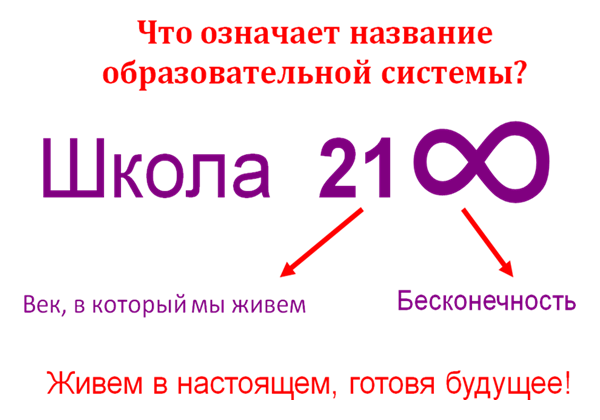 Что означает название
образовательной системы?
Школа 21∞
Век, в который мы живем
Бесконечность
Живем в настоящем, готовя будущее!